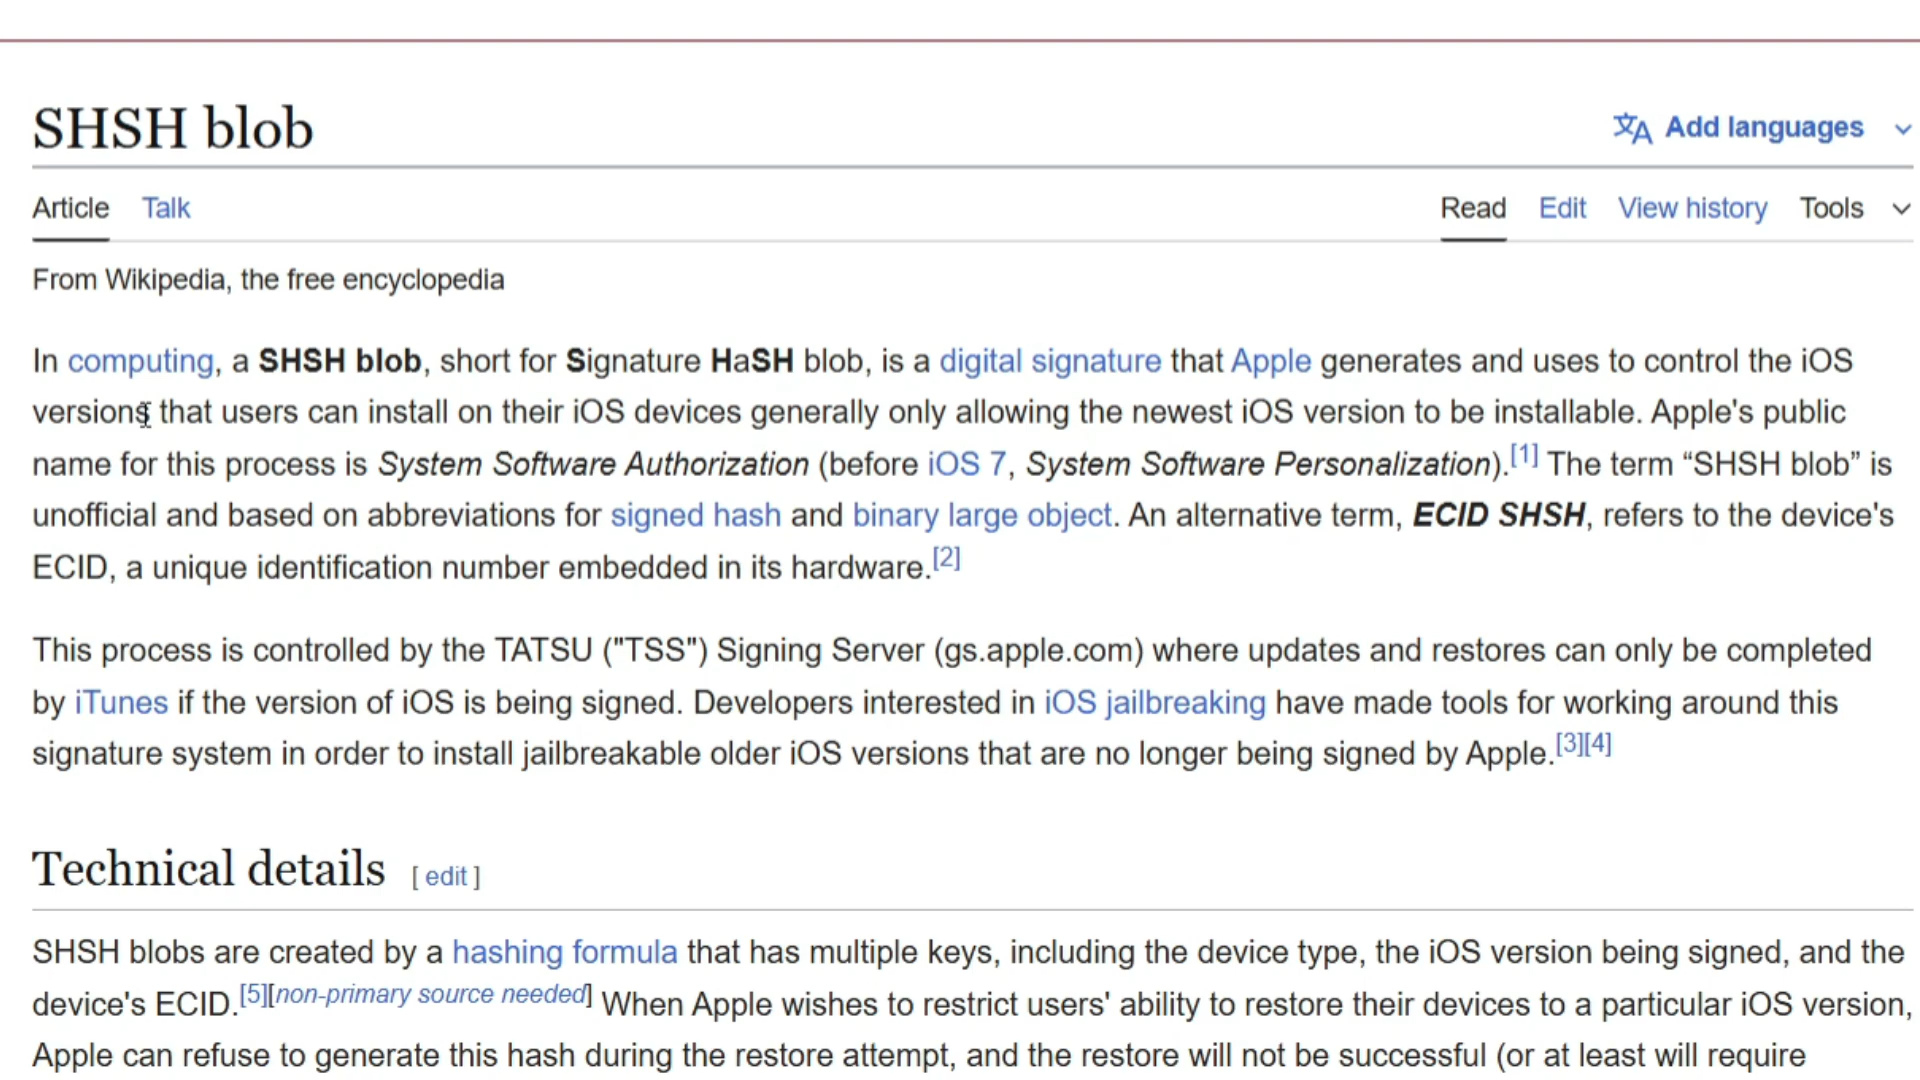 SHSH blob
Add languages
Article Talk Read Edit View history Tools
From Wikipedia, the free encyclopedia
In computing, a SHSH blob, short for Signature HaSH blob, is a digital signature that Apple generates and uses to control the iOS
versions that users can install on their iOS devices generally only allowing the newest iOS version to be installable. Apple's public
name for this process is System Software Authorization (before iOS 7, System Software Personalization).[1] The term “SHSH blob” is
unofficial and based on abbreviations for signed hash and binary large object. An alternative term, ECID SHSH, refers to the device's
ECID, a unique identification number embedded in its hardware.[2]
This process is controlled by the TATSU ("TSS") Signing Server (gs.apple.com) where updates and restores can only be completed
by iTunes if the version of iOS is being signed. Developers interested in iOS jailbreaking have made tools for working around this
signature system in order to install jailbreakable older iOS versions that are no longer being signed by Apple.[3][4]
Technical details [ edit ]
SHSH blobs are created by a hashing formula that has multiple keys, including the device type, the iOS version being signed, and the
device's ECID.[5][non-primary source needed] When Apple wishes to restrict users' ability to restore their devices to a particular iOS version,
Apple can refuse to generate this hash during the restore attempt, and the restore will not be successful (or at least will require